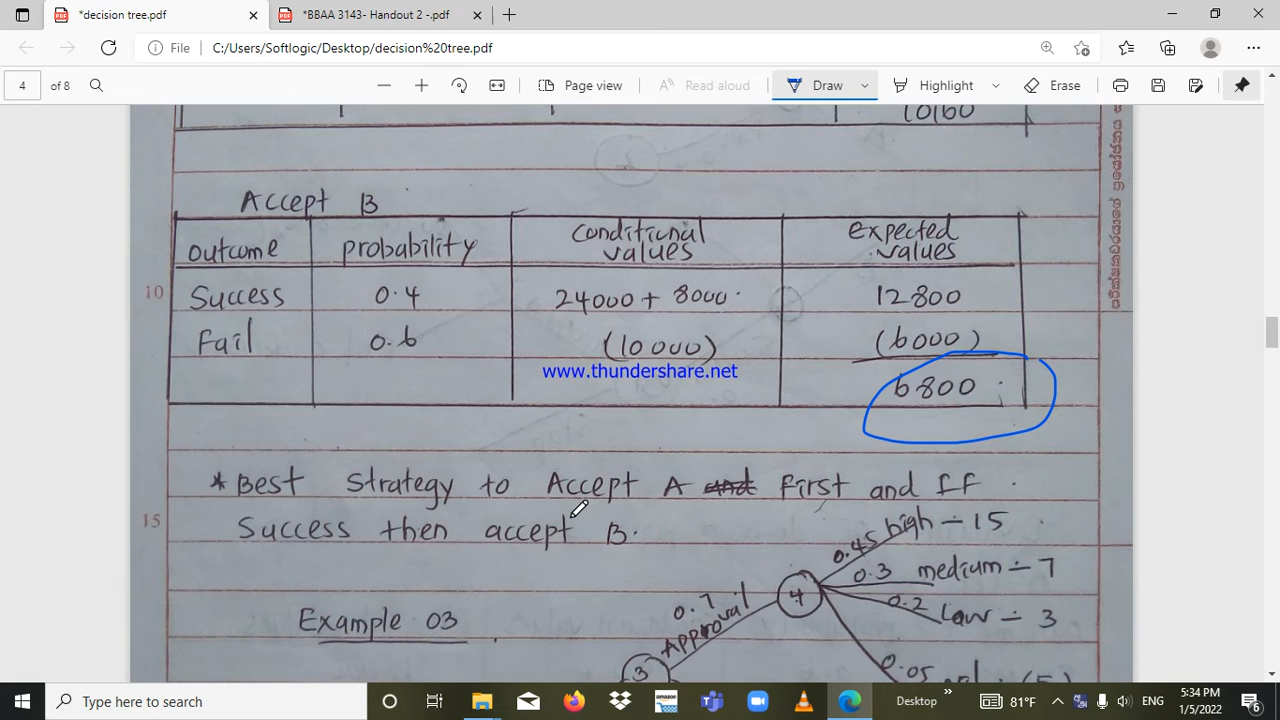 *decision tree.pdf
*BBAA 3143- Handout 2 -.pdf
File C:/Users/Softlogic/Desktop/decision%20tree.pdf
4 of 8 Page view Read aloud Draw Highlight Erase
10160
Accept B
outcome probability conditional values expected values
10 Success 0.4 24000 + 8000 12800
Fail 0.6 (10 000) (6000)
www.thundershare.net
6800
*Best Strategy to Accept A and First and If
15 Success then accept B.
0.45 high - 15
0.3 medium - 7
0.2 Law - 3
0.05
0.7 Approval 4
3
Example 03
Type here to search
Desktop
81°F
ENG
5:34 PM
1/5/2022
6